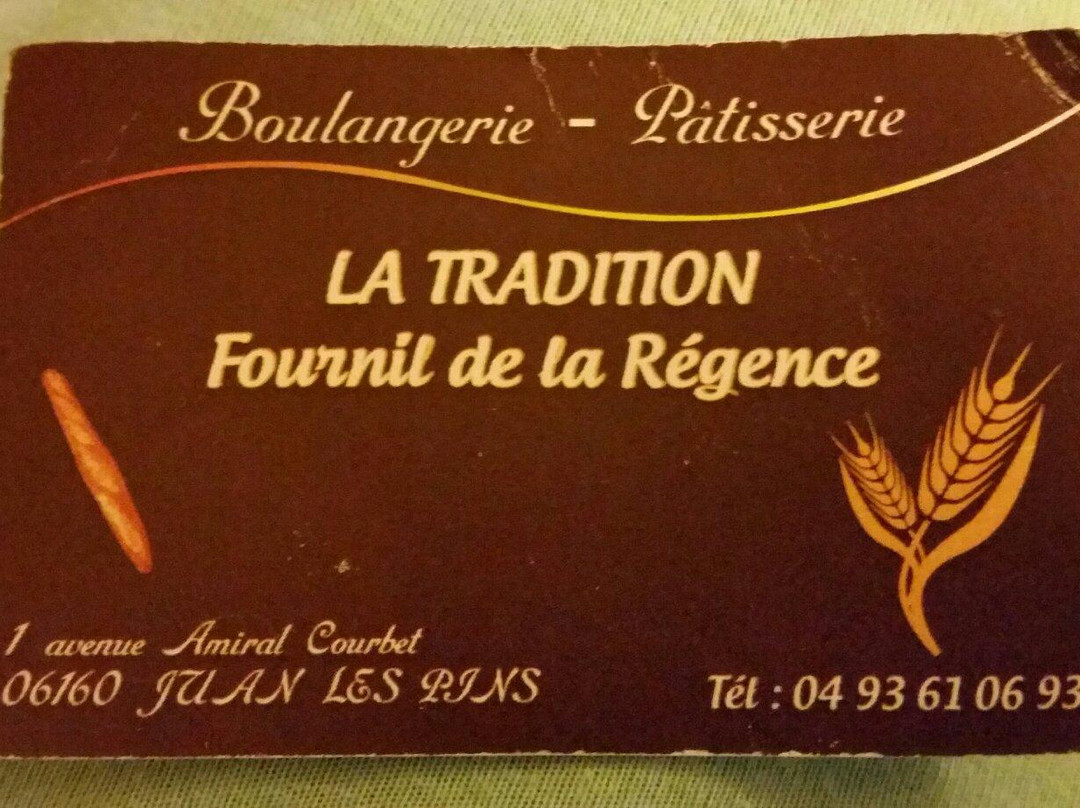 Boulangerie - Pâtisserie
LA TRADITION
Fournil de la Régence
1 avenue Amiral Courbet
06160 JUAN LES PINS
Tél : 04 93 61 06 93